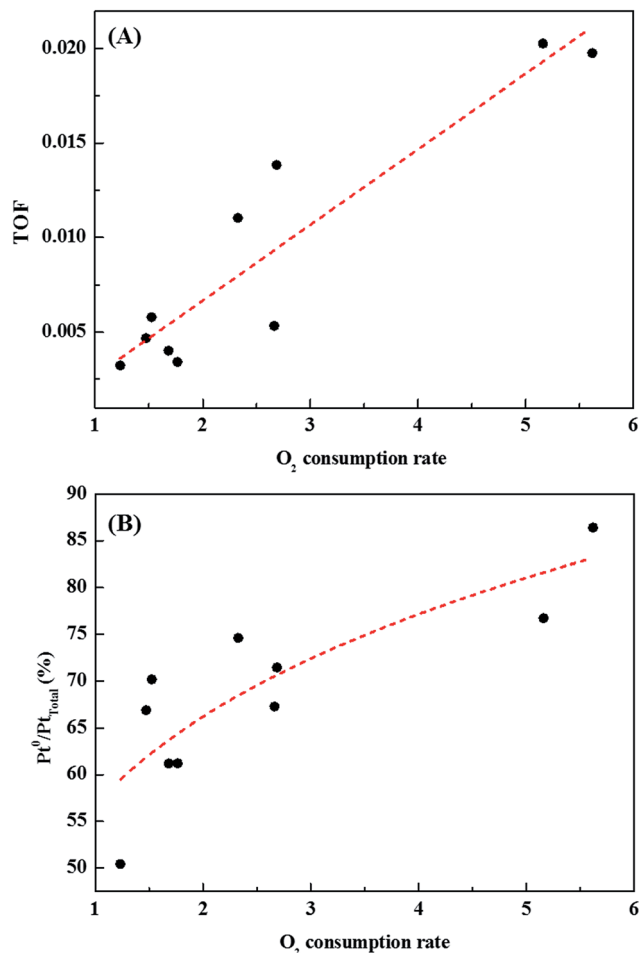 (A)
TOF
0.020
0.015
0.010
0.005
1 2 3 4 5 6
O₂ consumption rate
(B)
Pt⁰/Pt_Total (%)
90
85
80
75
70
65
60
55
50
1 2 3 4 5 6
O₂ consumption rate